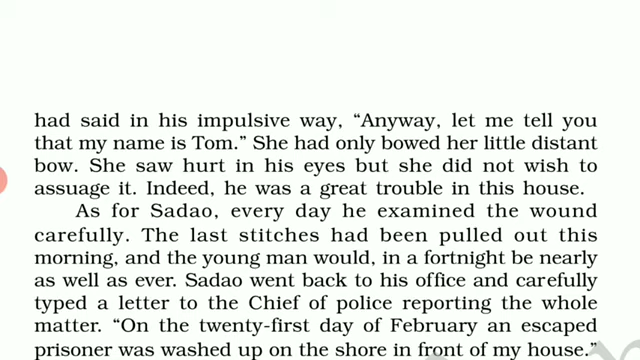 had said in his impulsive way, “Anyway, let me tell you
that my name is Tom.” She had only bowed her little distant
bow. She saw hurt in his eyes but she did not wish to
assuage it. Indeed, he was a great trouble in this house.
As for Sadao, every day he examined the wound
carefully. The last stitches had been pulled out this
morning, and the young man would, in a fortnight be nearly
as well as ever. Sadao went back to his office and carefully
typed a letter to the Chief of police reporting the whole
matter. “On the twenty-first day of February an escaped
prisoner was washed up on the shore in front of my house.”